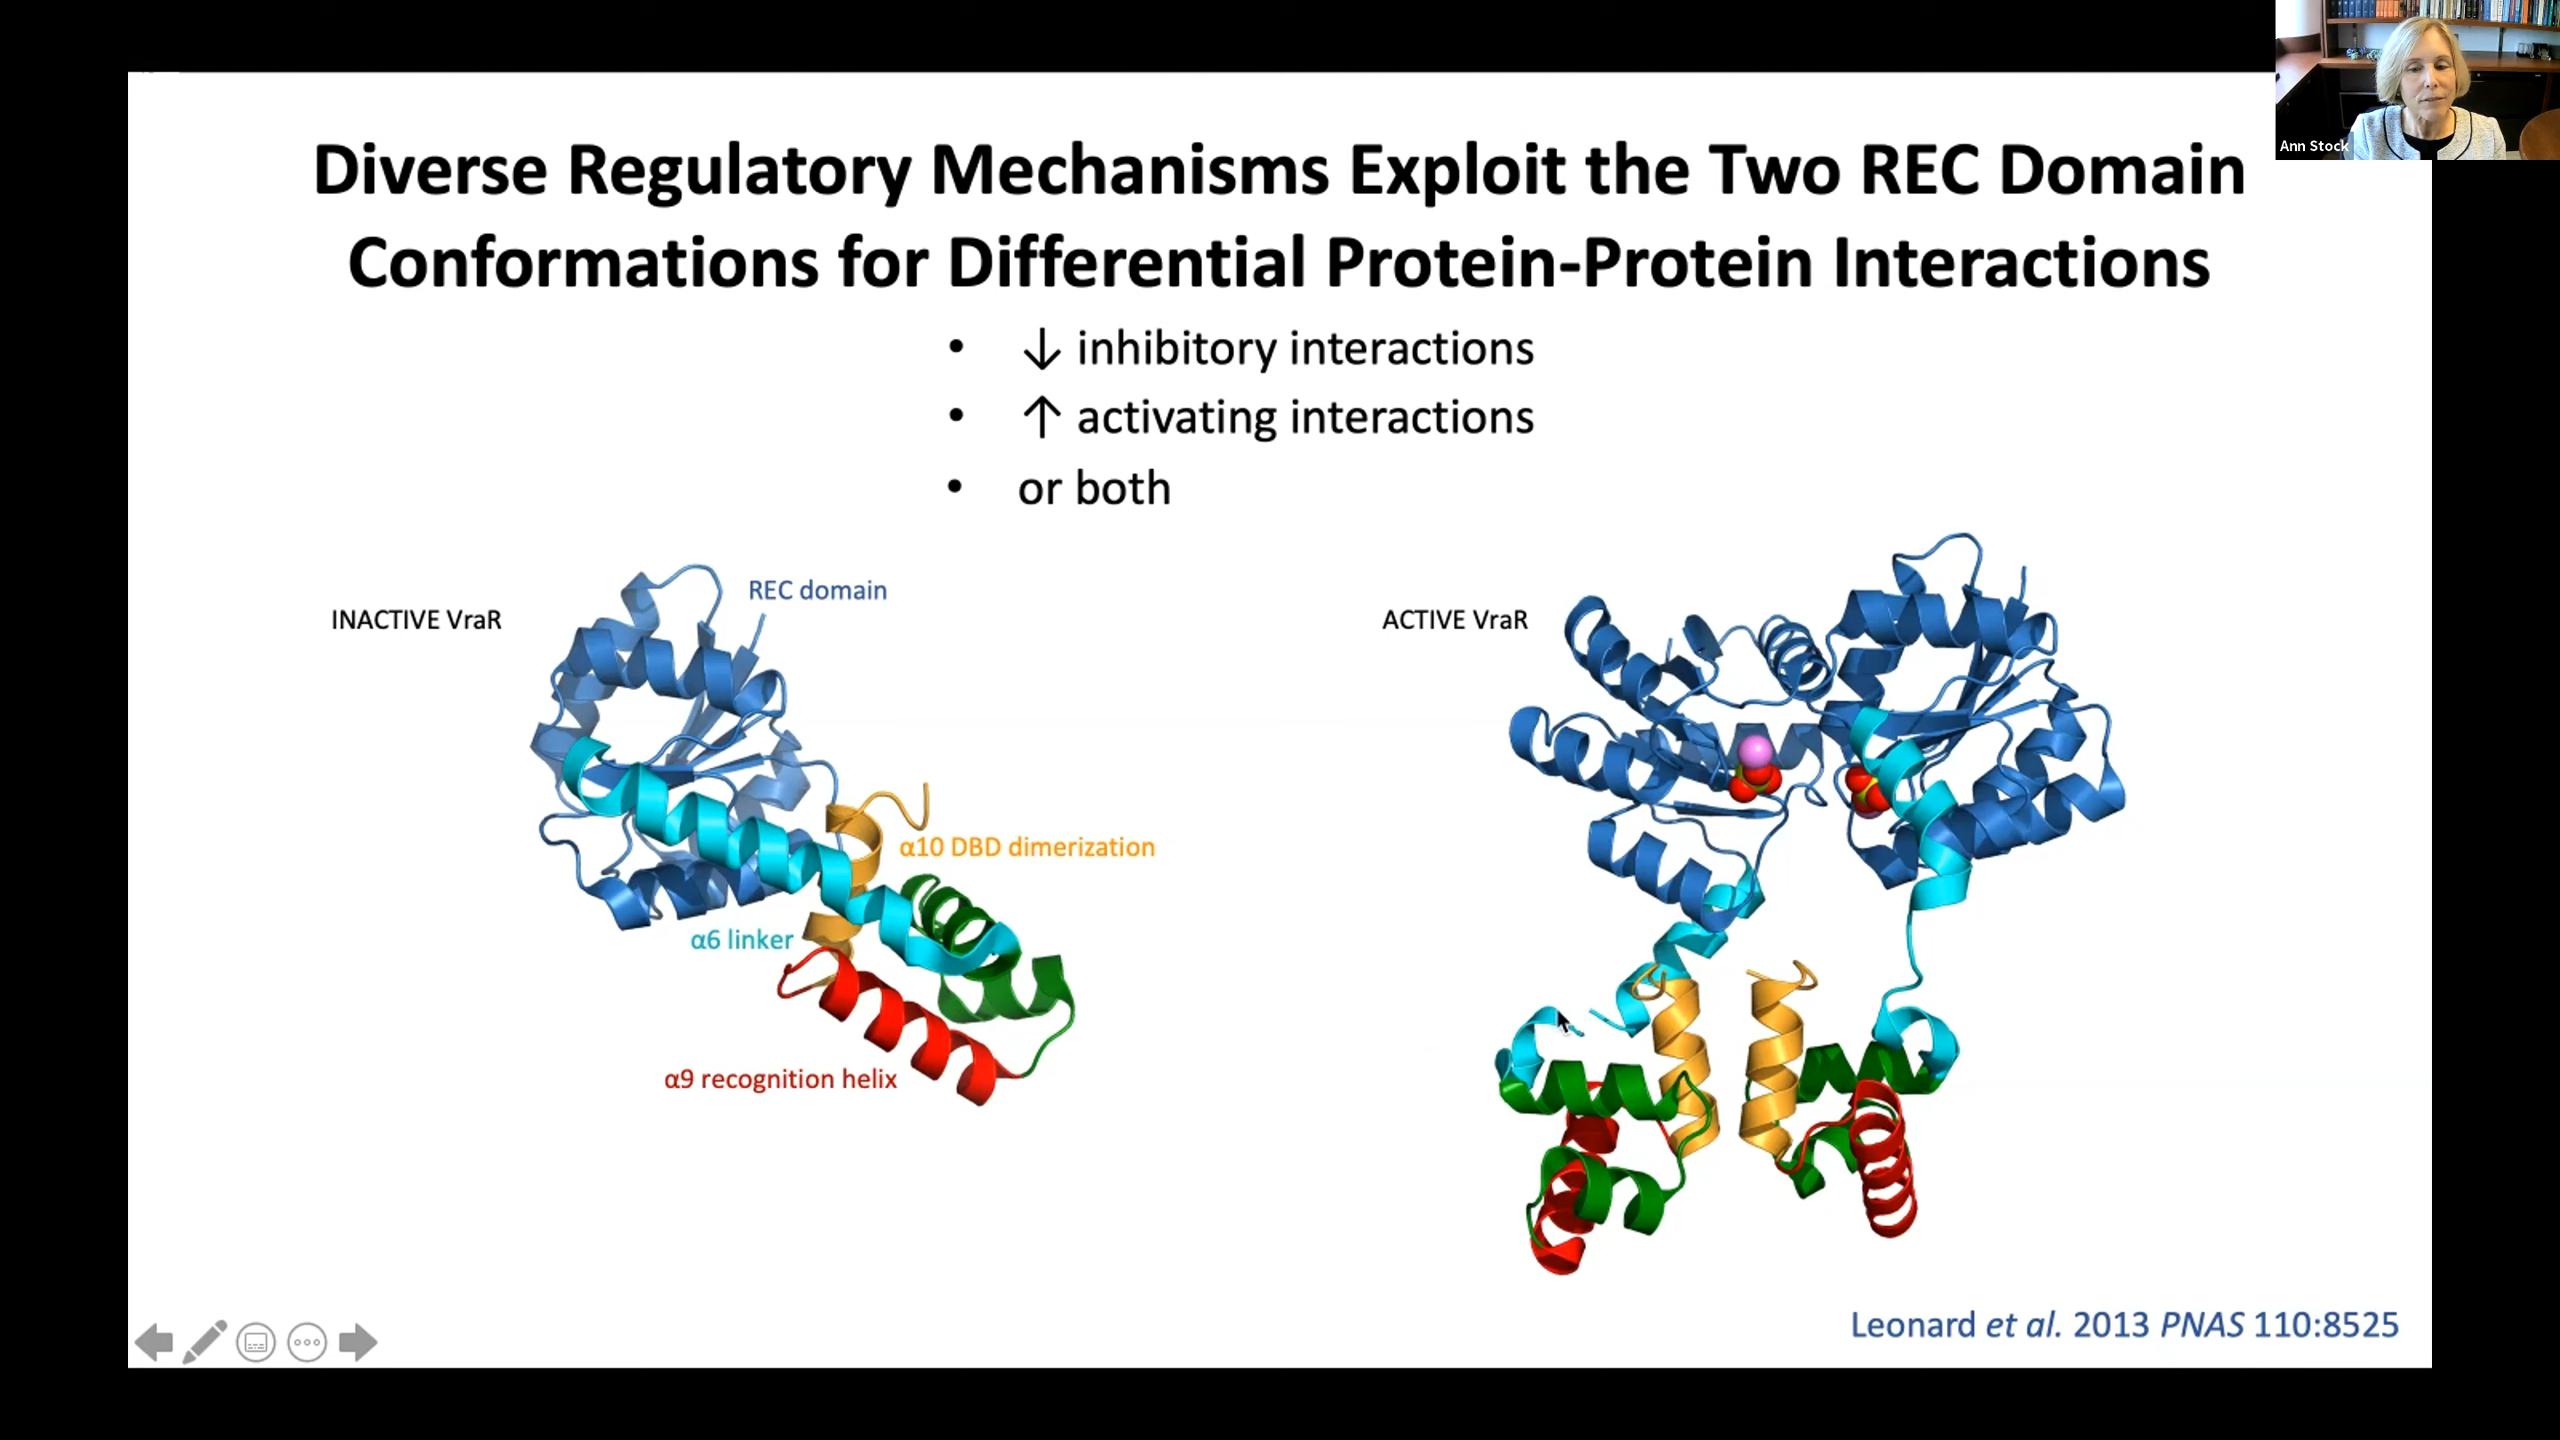 Diverse Regulatory Mechanisms Exploit the Two REC Domain
Conformations for Differential Protein-Protein Interactions
• ↓ inhibitory interactions
• ↑ activating interactions
• or both
INACTIVE VraR
REC domain
α10 DBD dimerization
α6 linker
α9 recognition helix
ACTIVE VraR
Leonard et al. 2013 PNAS 110:8525
Ann Stock